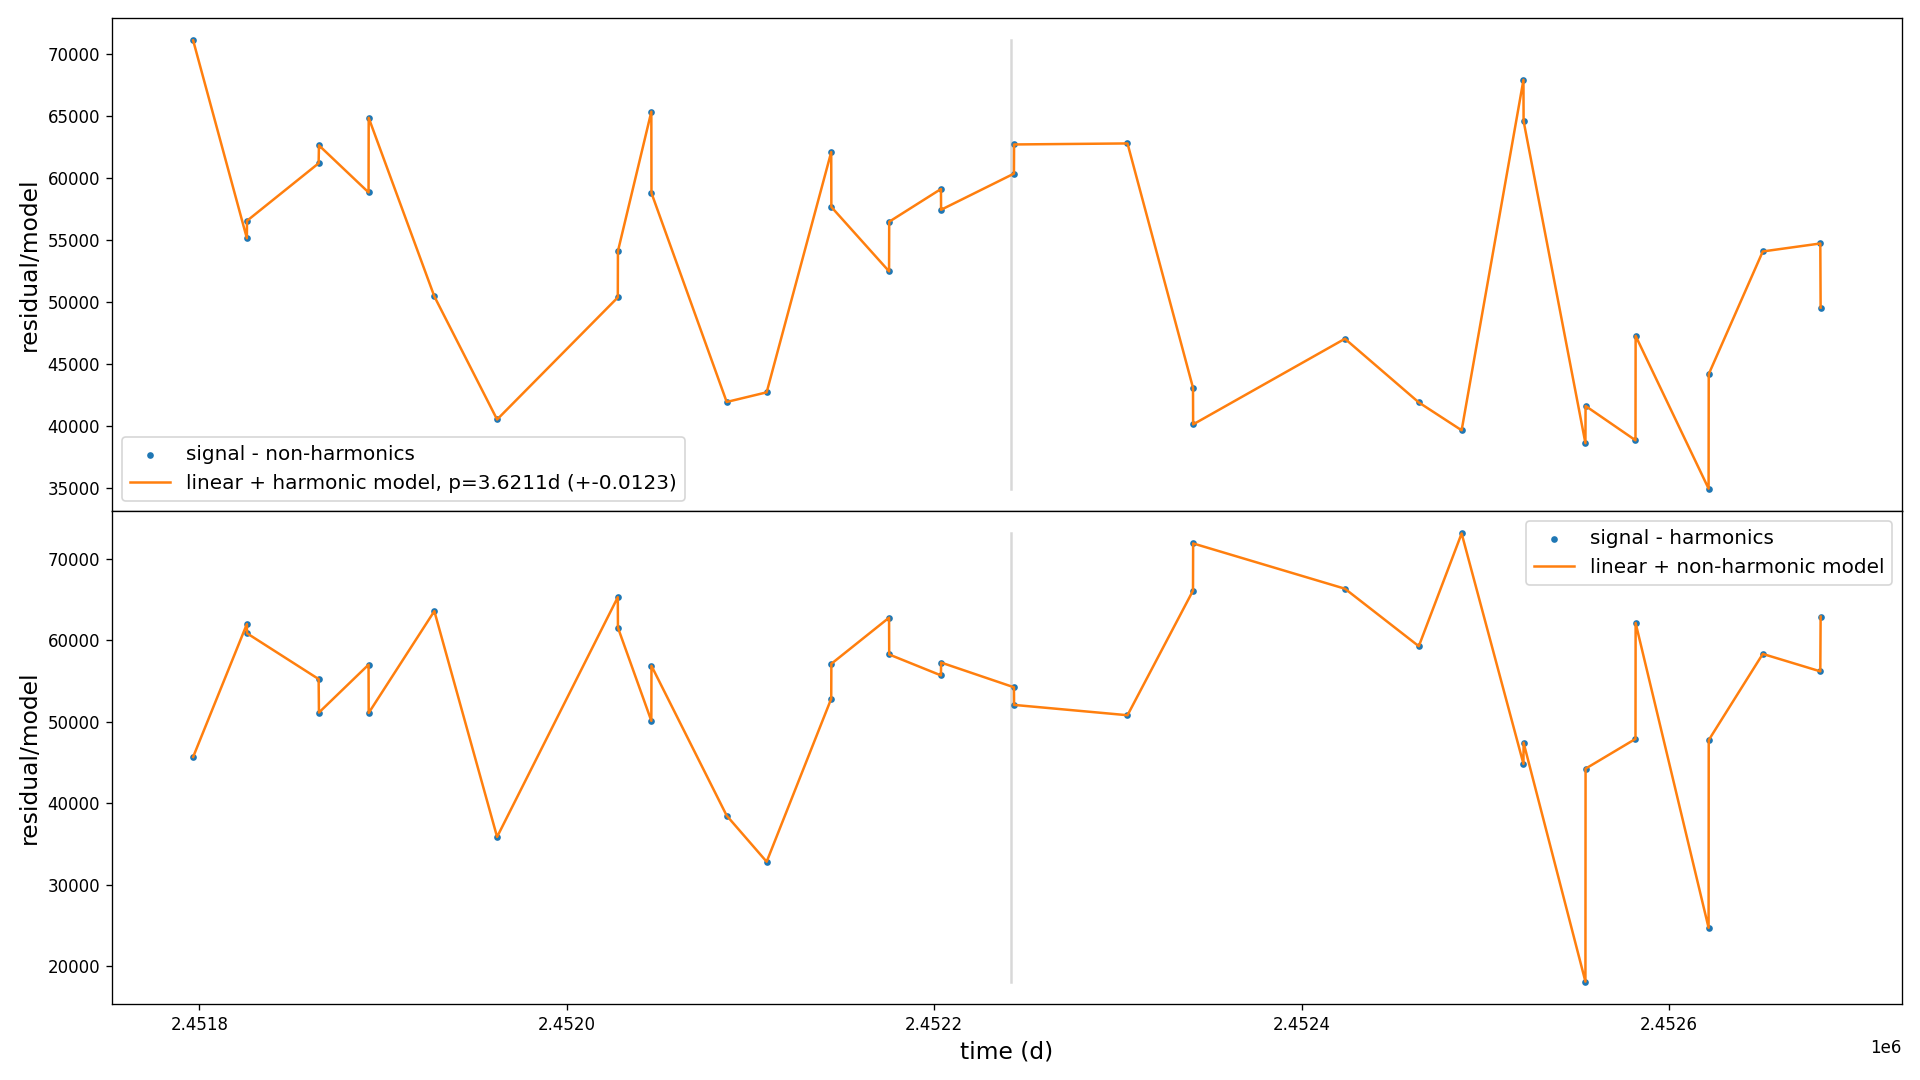 70000
65000
60000
55000
50000
45000
40000
35000
residual/model
signal - non-harmonics
linear + harmonic model, p=3.6211d (+-0.0123)
70000
60000
50000
40000
30000
20000
residual/model
signal - harmonics
linear + non-harmonic model
2.4518 2.4520 2.4522 2.4524 2.4526
1e6
time (d)